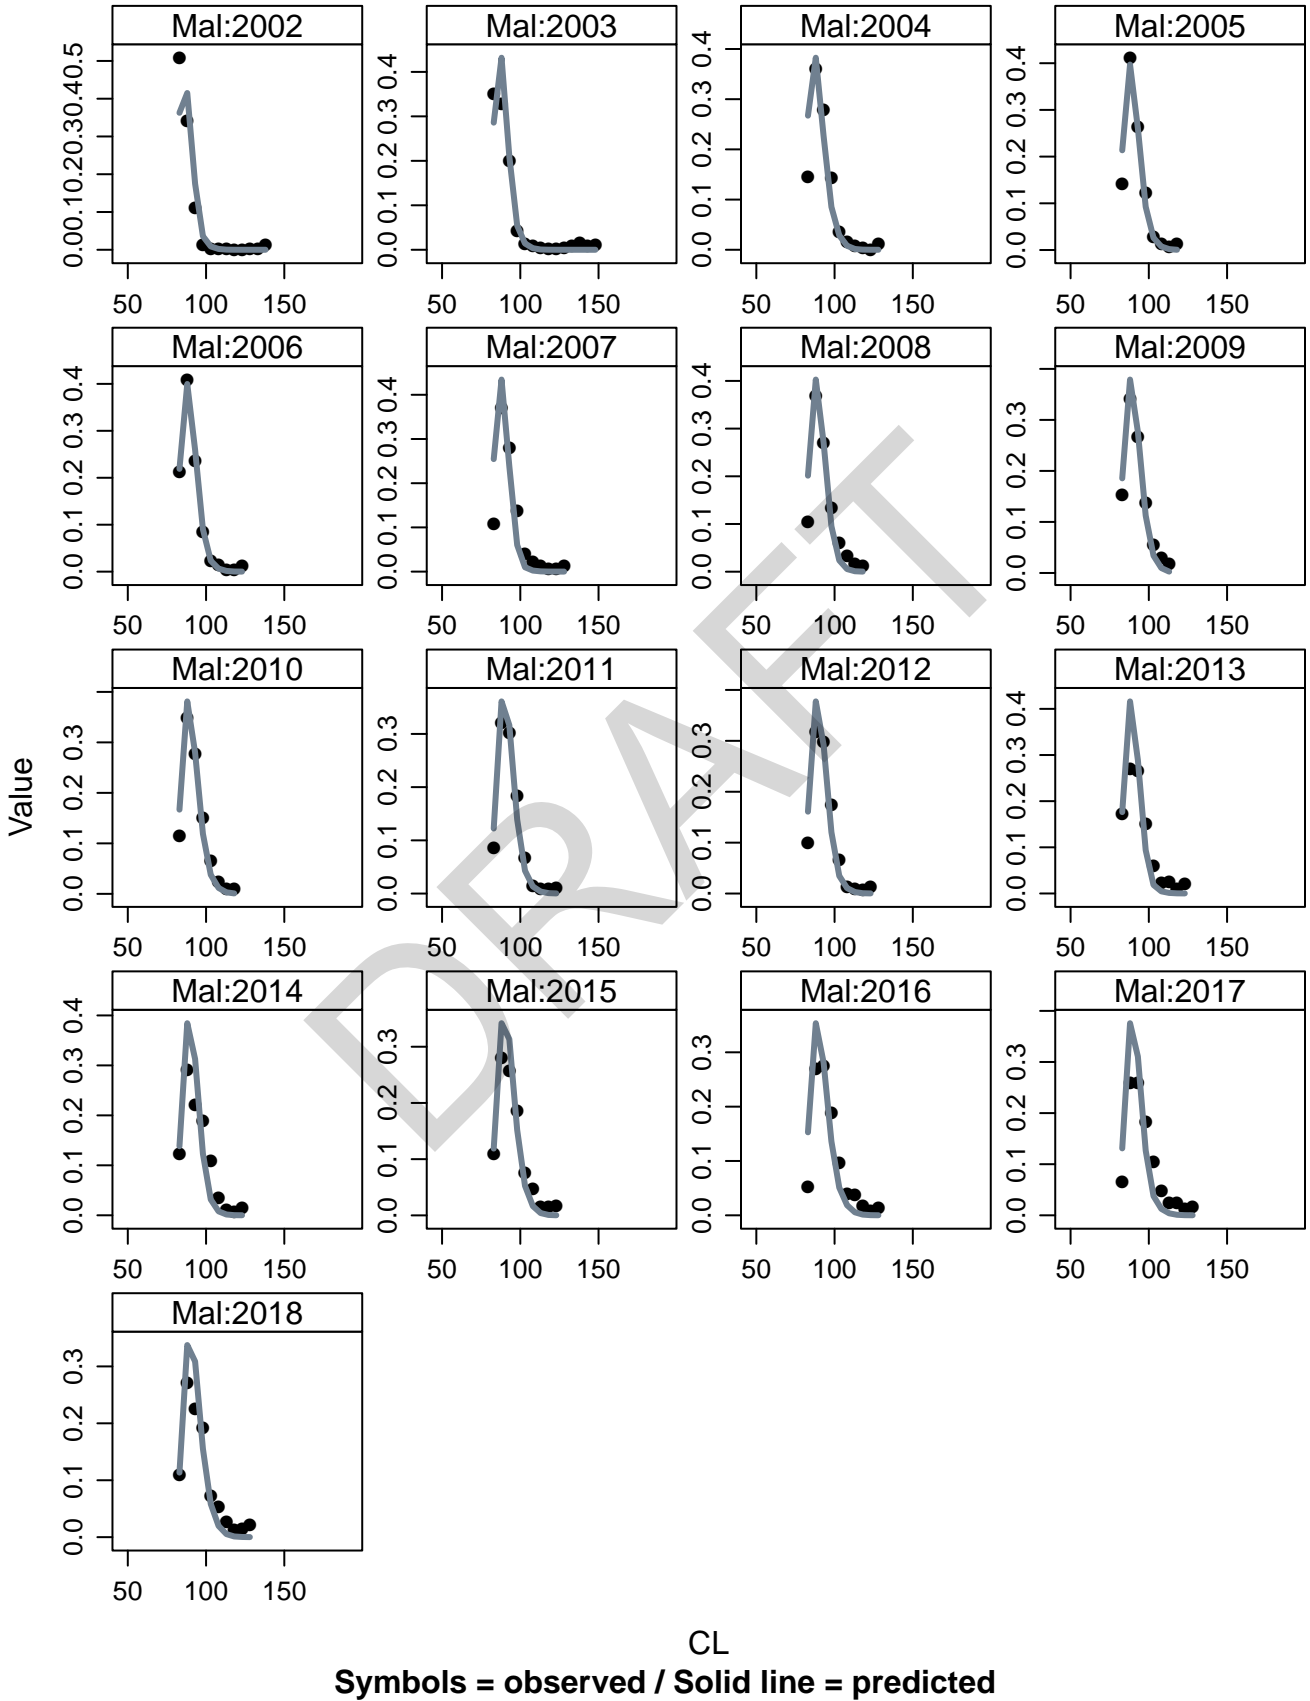 Mal:2002 Mal:2003 Mal:2004 Mal:2005
0.0 0.1 0.2 0.3 0.4 0.5 0.0 0.1 0.2 0.3 0.4 0.0 0.1 0.2 0.3 0.4 0.0 0.1 0.2 0.3 0.4
50 100 150 50 100 150 50 100 150 50 100 150
Mal:2006 Mal:2007 Mal:2008 Mal:2009
0.0 0.1 0.2 0.3 0.4 0.0 0.1 0.2 0.3 0.4 0.0 0.1 0.2 0.3 0.4 0.0 0.1 0.2 0.3
50 100 150 50 100 150 50 100 150 50 100 150
Mal:2010 Mal:2011 Mal:2012 Mal:2013
0.0 0.1 0.2 0.3 0.0 0.1 0.2 0.3 0.0 0.1 0.2 0.3 0.0 0.1 0.2 0.3 0.4
50 100 150 50 100 150 50 100 150 50 100 150
Value
DRAFT
Mal:2014 Mal:2015 Mal:2016 Mal:2017
0.0 0.1 0.2 0.3 0.4 0.0 0.1 0.2 0.3 0.0 0.1 0.2 0.3 0.0 0.1 0.2 0.3
50 100 150 50 100 150 50 100 150 50 100 150
Mal:2018
0.0 0.1 0.2 0.3
50 100 150
CL
Symbols = observed / Solid line = predicted